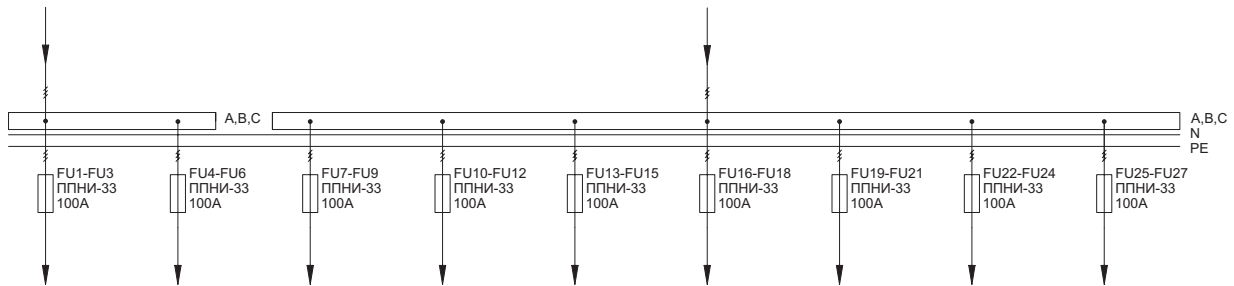 A,B,C
A,B,C
N
PE
FU1-FU3
ППНИ-33
100А
FU4-FU6
ППНИ-33
100А
FU7-FU9
ППНИ-33
100А
FU10-FU12
ППНИ-33
100А
FU13-FU15
ППНИ-33
100А
FU16-FU18
ППНИ-33
100А
FU19-FU21
ППНИ-33
100А
FU22-FU24
ППНИ-33
100А
FU25-FU27
ППНИ-33
100А